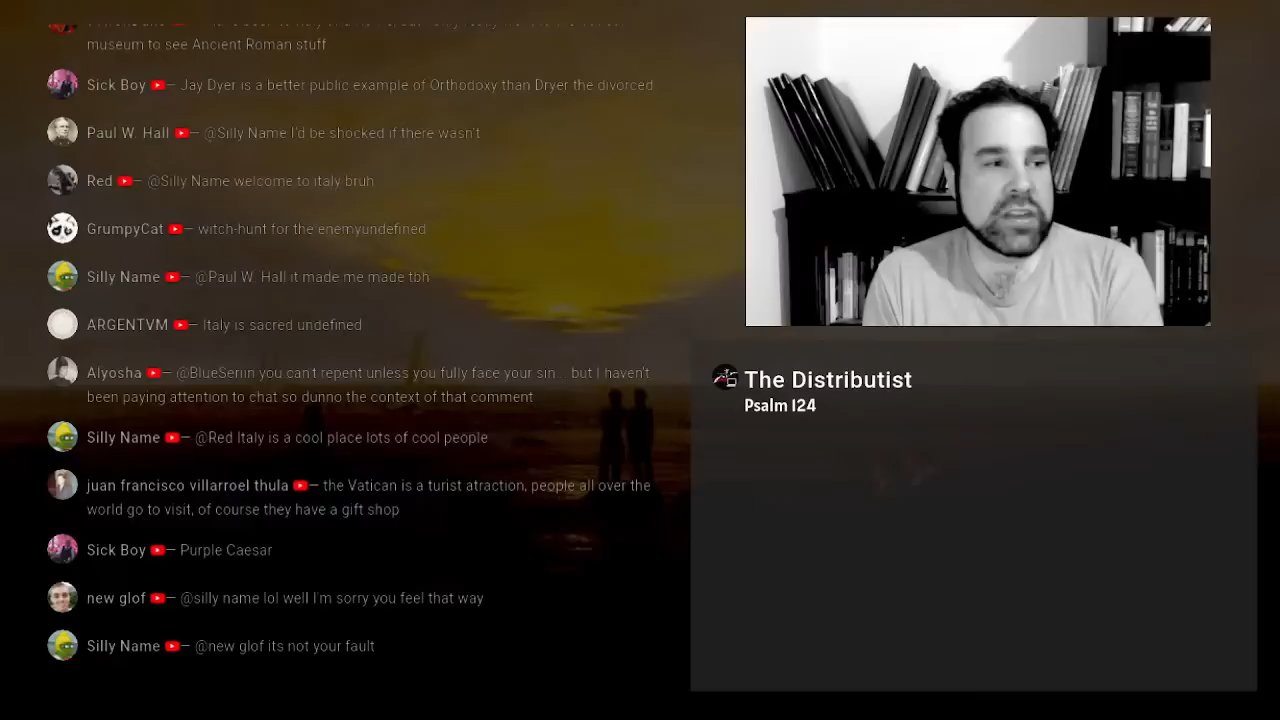 museum to see Ancient Roman stuff
Sick Boy — Jay Dyer is a better public example of Orthodoxy than Dryer the divorced
Paul W. Hall — @Silly Name I'd be shocked if there wasn't
Red — @Silly Name welcome to italy bruh
GrumpyCat — witch-hunt for the enemyundefined
Silly Name — @Paul W. Hall it made me made tbh
ARGENTVM — Italy is sacred undefined
Alyosha — @BlueSeriin you can't repent unless you fully face your sin... but I haven't
been paying attention to chat so dunno the context of that comment
Silly Name — @Red Italy is a cool place lots of cool people
juan francisco villarroel thula — the Vatican is a turist atraction, people all over the
world go to visit, of course they have a gift shop
Sick Boy — Purple Caesar
new glof — @silly name lol well I'm sorry you feel that way
Silly Name — @new glof its not your fault
The Distributist
Psalm 124